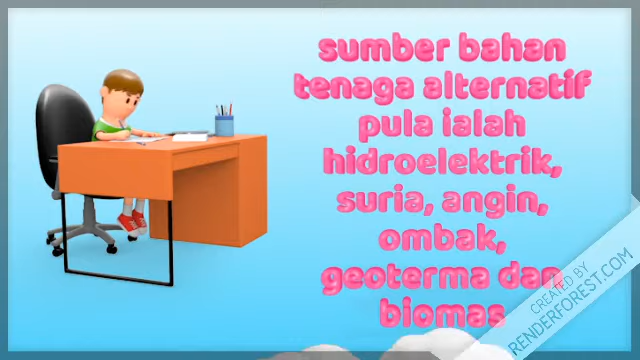 sumber bahan
tenaga alternatif
pula ialah
hidroelektrik,
suria, angin,
ombak,
geoterma dan
biomas
CREATED BY
RENDERFOREST.COM